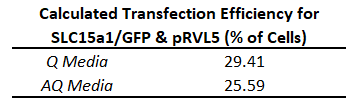 Calculated Transfection Efficiency for
SLC15a1/GFP & pRVL5 (% of Cells)
Q Media 29.41
AQ Media 25.59